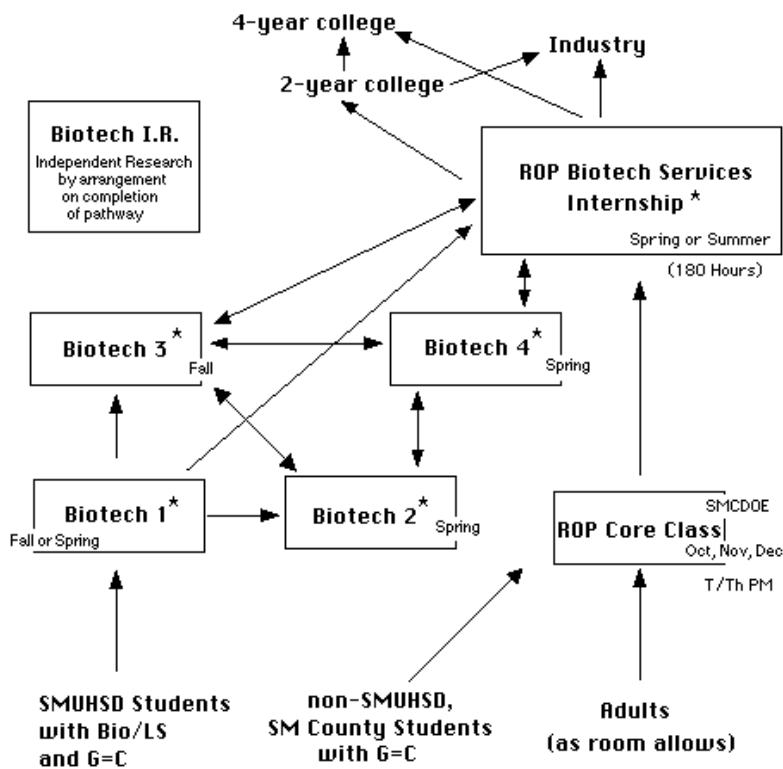 4-year college
Industry
2-year college
Biotech I.R.
Independent Research
by arrangement
on completion
of pathway
ROP Biotech Services
Internship *
Spring or Summer
(180 Hours)
Biotech 3 *
Fall
Biotech 4 *
Spring
Biotech 1 *
Fall or Spring
Biotech 2 *
Spring
SMCDOE
ROP Core Class
Oct, Nov, Dec
T/Th PM
SMUHSD Students
with Bio/LS
and G=C
non-SMUHSD,
SM County Students
with G=C
Adults
(as room allows)